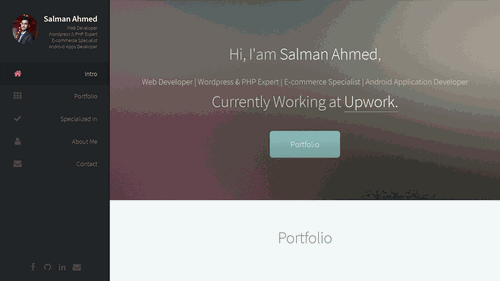 Salman Ahmed
Web Developer
Wordpress & PHP Expert
E-commerce Specialist
Android Apps Developer
Intro
Portfolio
Specialized in
About Me
Contact
Hi, I'am Salman Ahmed,
Web Developer | Wordpress & PHP Expert | E-commerce Specialist | Android Application Developer
Currently Working at Upwork.
Portfolio
Portfolio